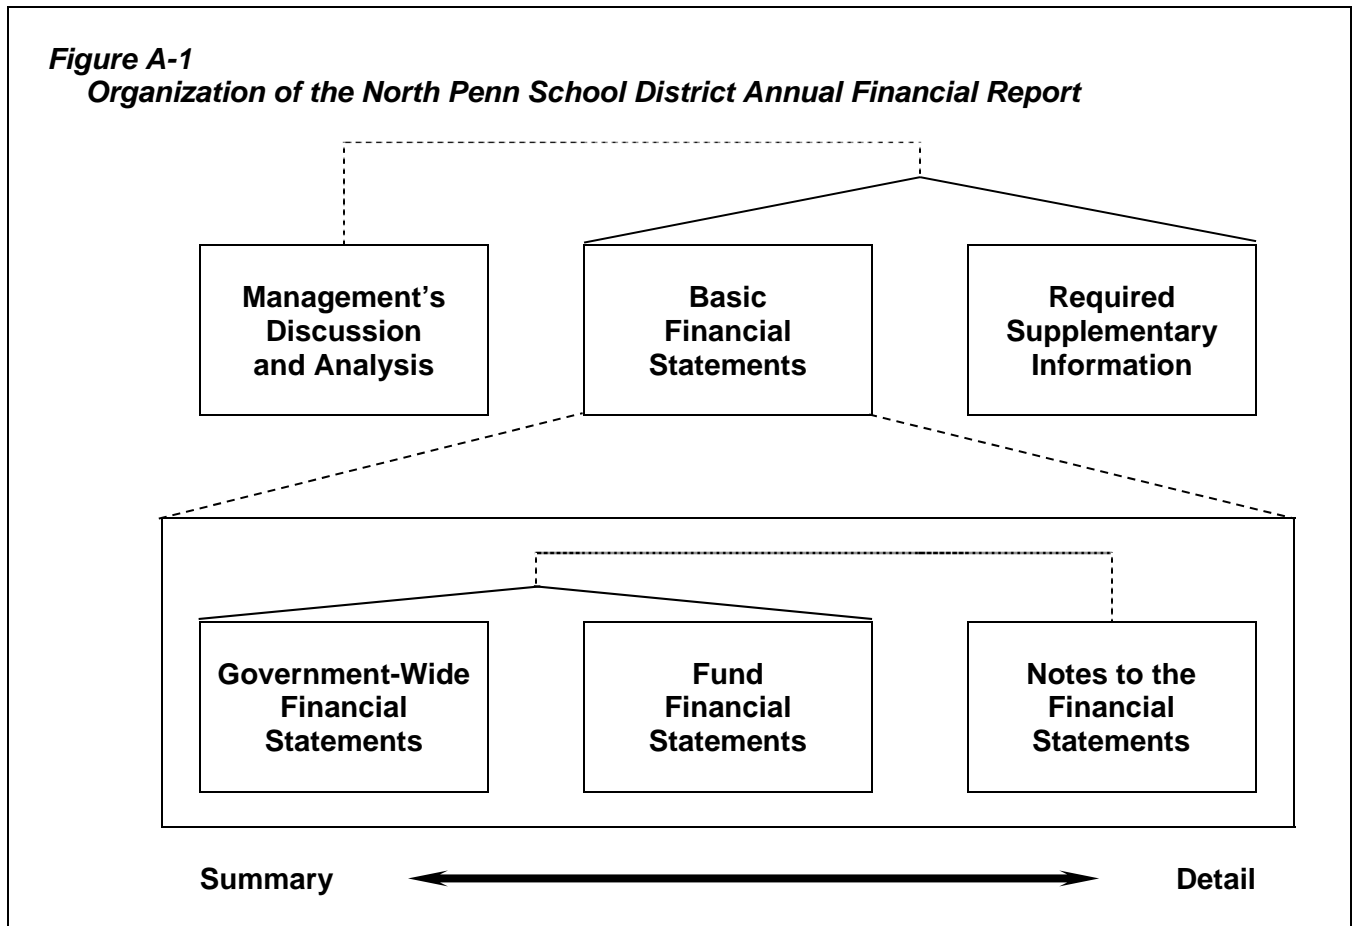 Figure A-1
Organization of the North Penn School District Annual Financial Report
Management’s
Discussion
and Analysis
Basic
Financial
Statements
Required
Supplementary
Information
Government-Wide
Financial
Statements
Fund
Financial
Statements
Notes to the
Financial
Statements
Summary
Detail